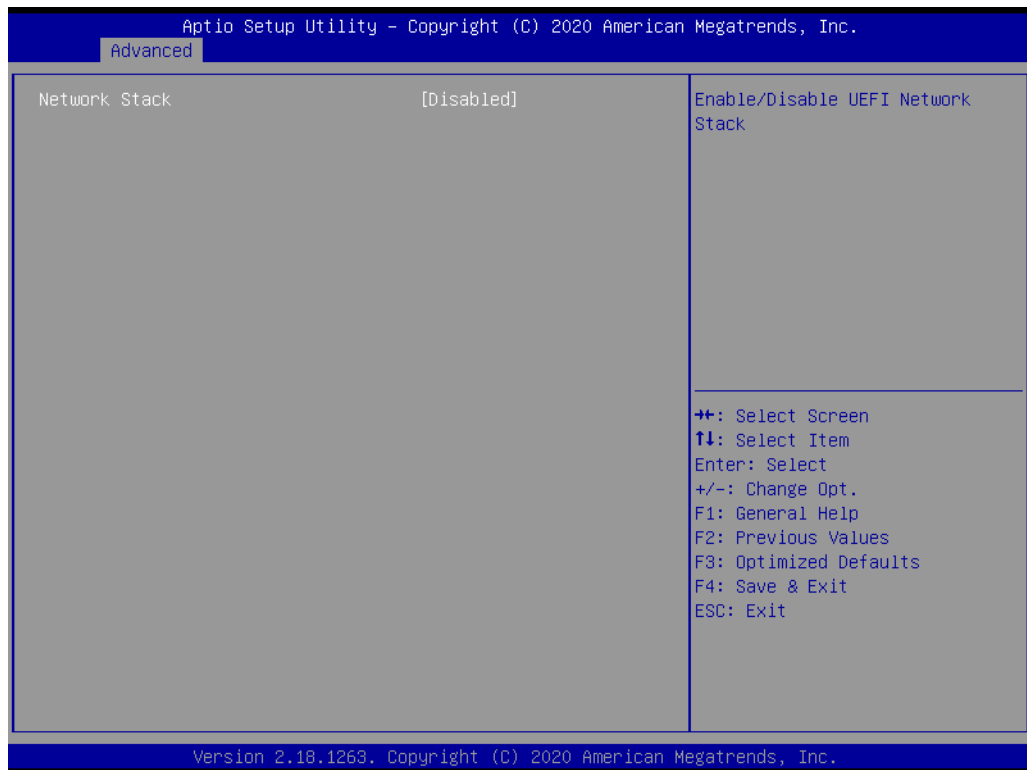 Aptio Setup Utility – Copyright (C) 2020 American Megatrends, Inc.
Advanced
Network Stack [Disabled]
Enable/Disable UEFI Network
Stack
→←: Select Screen
↑↓: Select Item
Enter: Select
+/-: Change Opt.
F1: General Help
F2: Previous Values
F3: Optimized Defaults
F4: Save & Exit
ESC: Exit
Version 2.18.1263. Copyright (C) 2020 American Megatrends, Inc.